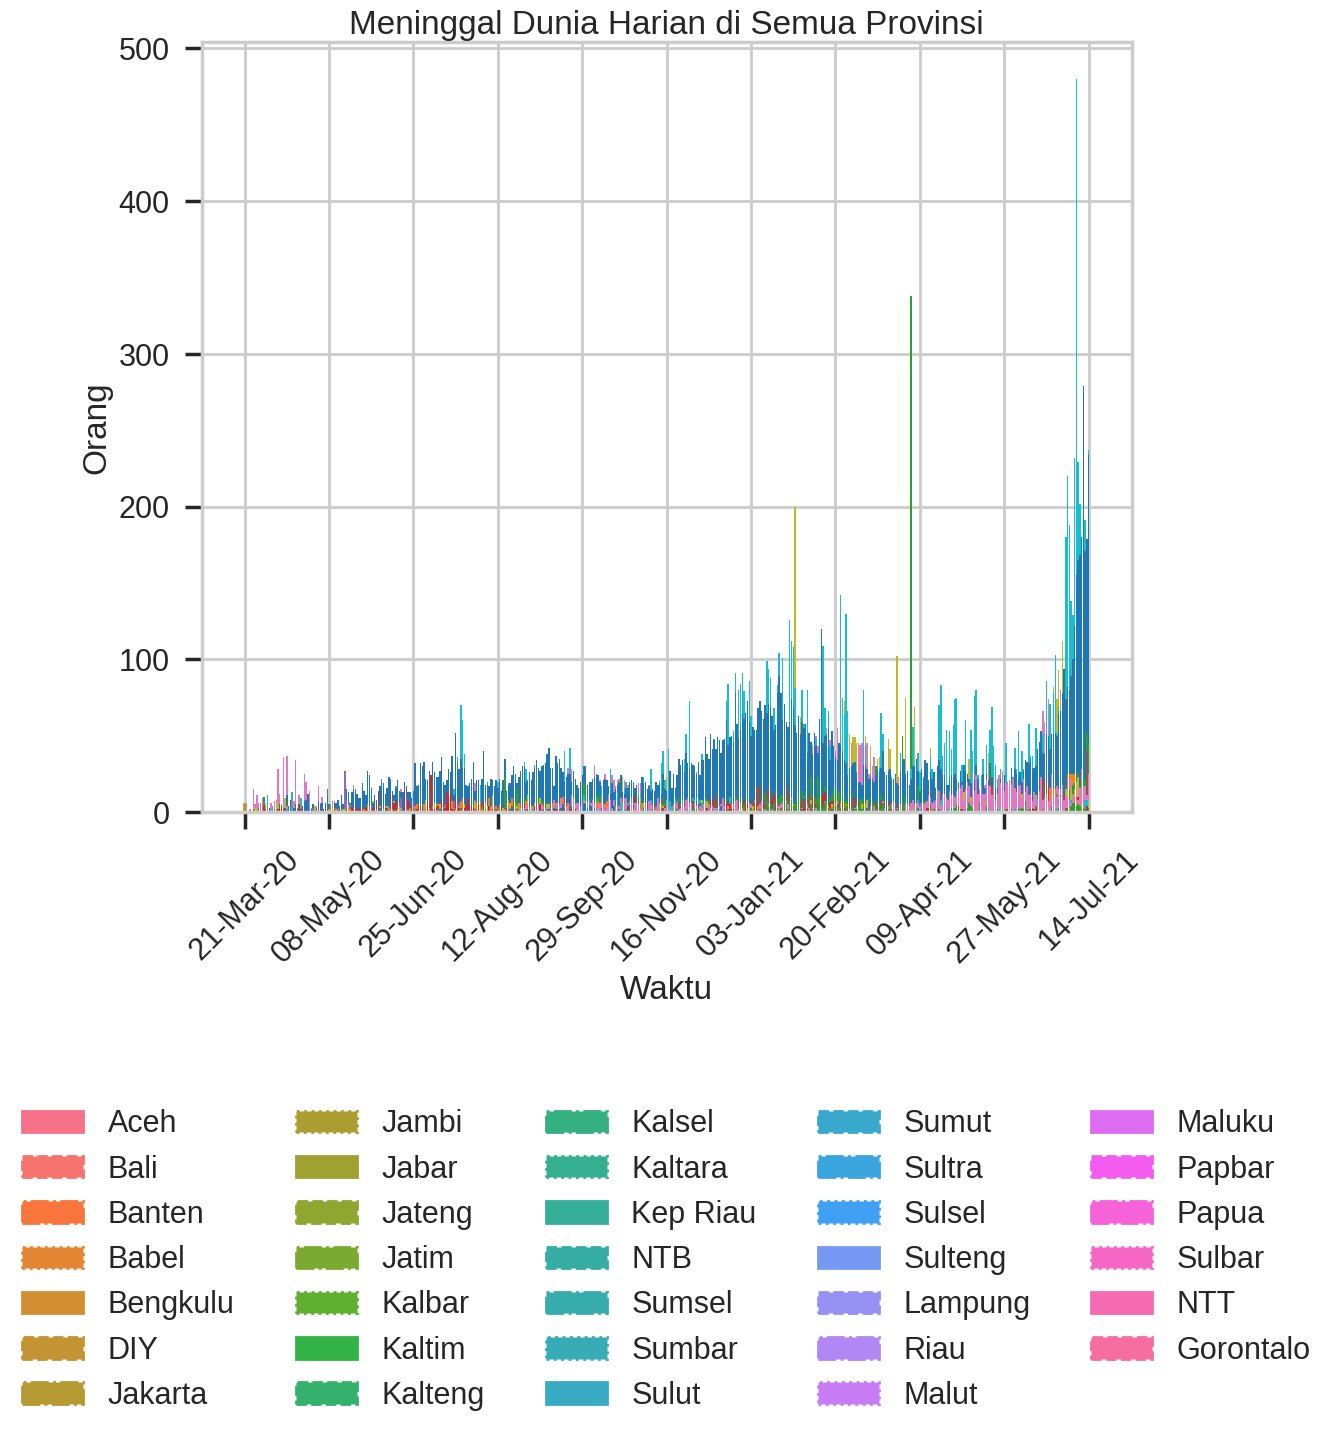 Meninggal Dunia Harian di Semua Provinsi
500
400
300
200
100
0
Orang
21-Mar-20
08-May-20
25-Jun-20
12-Aug-20
29-Sep-20
16-Nov-20
03-Jan-21
20-Feb-21
09-Apr-21
27-May-21
14-Jul-21
Waktu
Aceh
Bali
Banten
Babel
Bengkulu
DIY
Jakarta
Jambi
Jabar
Jateng
Jatim
Kalbar
Kaltim
Kalteng
Kalsel
Kaltara
Kep Riau
NTB
Sumsel
Sumbar
Sulut
Sumut
Sultra
Sulsel
Sulteng
Lampung
Riau
Malut
Maluku
Papbar
Papua
Sulbar
NTT
Gorontalo